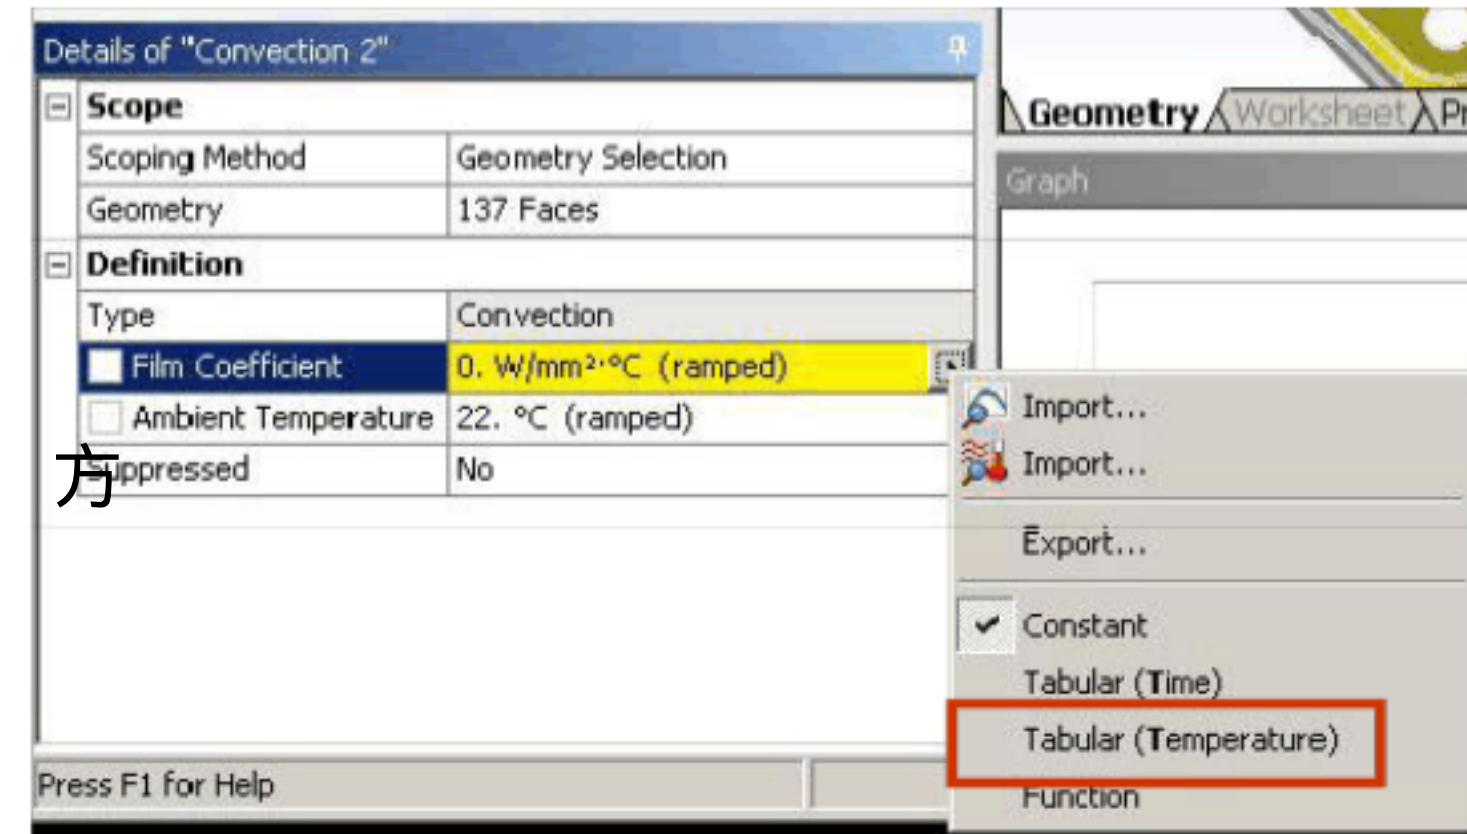 Details of "Convection 2"
Scope
Scoping Method Geometry Selection
Geometry 137 Faces
Definition
Type Convection
Film Coefficient 0. W/mm²·°C (ramped)
Ambient Temperature 22. °C (ramped)
Suppressed No
方
Press F1 for Help
Geometry Worksheet Pr
Graph
Import...
Import...
Export...
Constant
Tabular (Time)
Tabular (Temperature)
Function